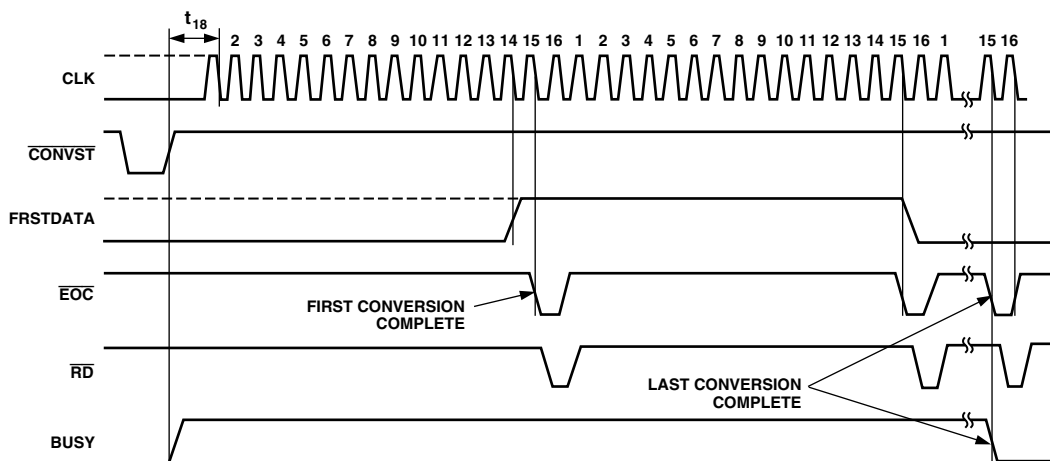 t18
2 3 4 5 6 7 8 9 10 11 12 13 14 15 16 1 2 3 4 5 6 7 8 9 10 11 12 13 14 15 16 1 15 16
CLK
CONVST
FRSTDATA
EOC
FIRST CONVERSION
COMPLETE
RD
LAST CONVERSION
COMPLETE
BUSY